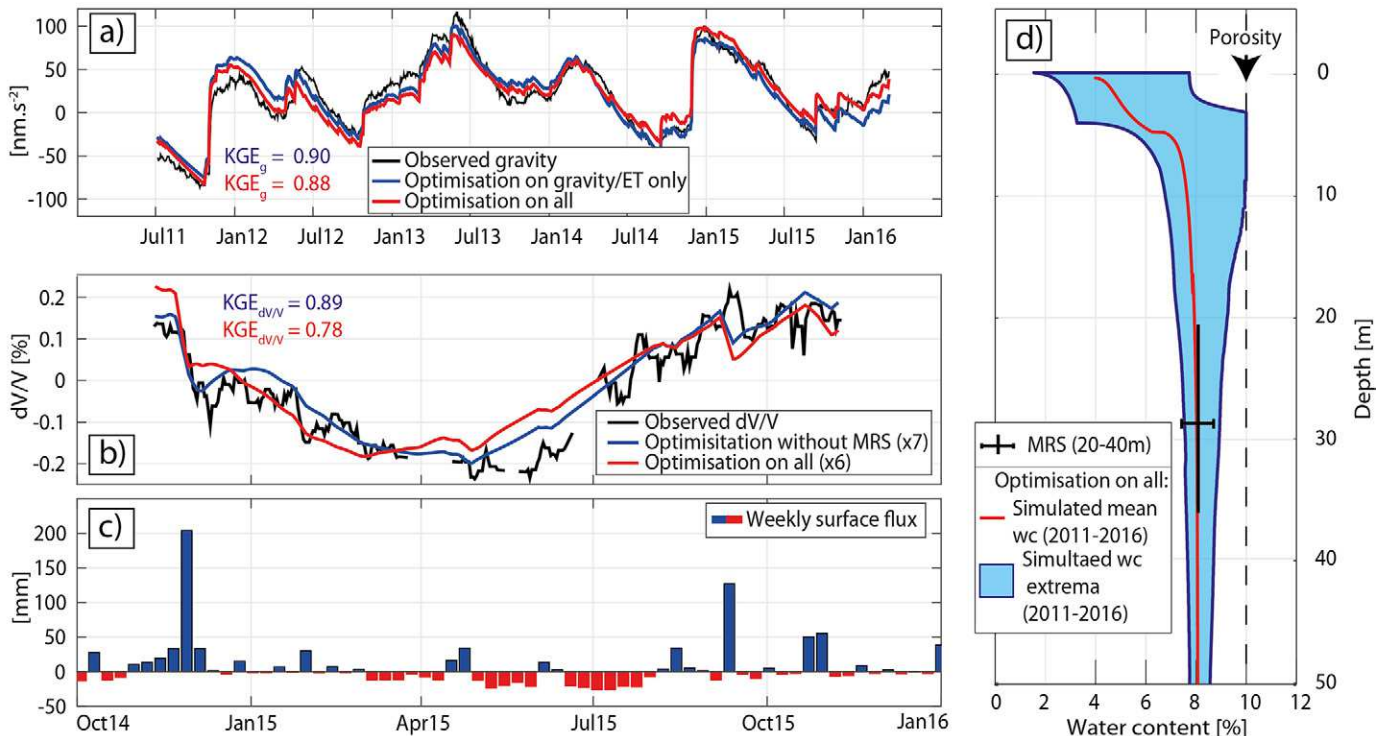 a)
100
50
0
-50
-100
[nm.s⁻²]
KGEg = 0.90
KGEg = 0.88
Observed gravity
Optimisation on gravity/ET only
Optimisation on all
Jul11 Jan12 Jul12 Jan13 Jul13 Jan14 Jul14 Jan15 Jul15 Jan16
b)
0.2
0.1
0
-0.1
-0.2
dV/V [%]
KGEdV/V = 0.89
KGEdV/V = 0.78
Observed dV/V
Optimisitation without MRS (x7)
Optimisation on all (x6)
c)
200
150
100
50
0
-50
[mm]
Weekly surface flux
Oct14 Jan15 Apr15 Jul15 Oct15 Jan16
d)
Porosity
0
10
20
30
40
50
Depth [m]
MRS (20-40m)
Optimisation on all:
Simulated mean
wc (2011-2016)
Simultaed wc
extrema
(2011-2016)
0 2 4 6 8 10 12
Water content [%]